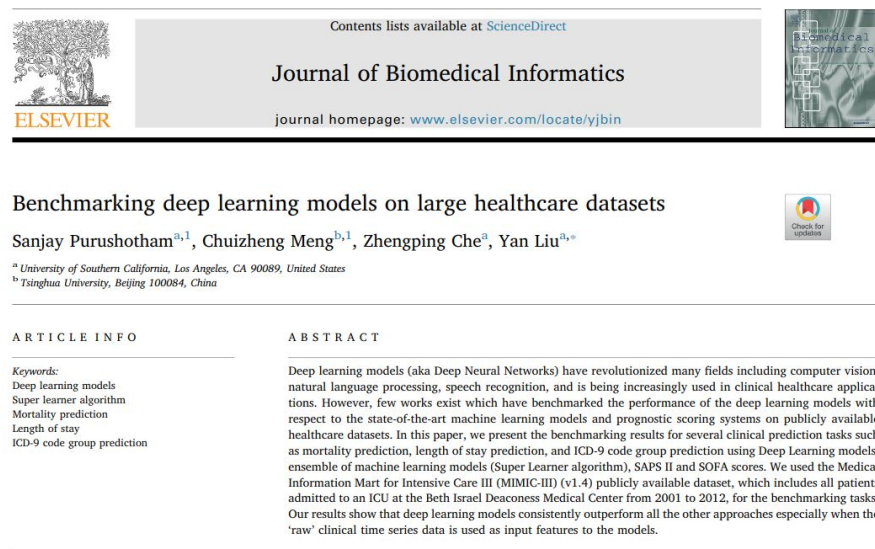 Contents lists available at ScienceDirect
Journal of Biomedical Informatics
journal homepage: www.elsevier.com/locate/yjbin
ELSEVIER
Biomedical
Informatics
Benchmarking deep learning models on large healthcare datasets
Check for
updates
Sanjay Purushotham^a,1, Chuizheng Meng^b,1, Zhengping Che^a, Yan Liu^a,*
^a University of Southern California, Los Angeles, CA 90089, United States
^b Tsinghua University, Beijing 100084, China
ARTICLE INFO
Keywords:
Deep learning models
Super learner algorithm
Mortality prediction
Length of stay
ICD-9 code group prediction
ABSTRACT
Deep learning models (aka Deep Neural Networks) have revolutionized many fields including computer vision
natural language processing, speech recognition, and is being increasingly used in clinical healthcare applica
tions. However, few works exist which have benchmarked the performance of the deep learning models with
respect to the state-of-the-art machine learning models and prognostic scoring systems on publicly available
healthcare datasets. In this paper, we present the benchmarking results for several clinical prediction tasks such
as mortality prediction, length of stay prediction, and ICD-9 code group prediction using Deep Learning models
ensemble of machine learning models (Super Learner algorithm), SAPS II and SOFA scores. We used the Medica
Information Mart for Intensive Care III (MIMIC-III) (v1.4) publicly available dataset, which includes all patient
admitted to an ICU at the Beth Israel Deaconess Medical Center from 2001 to 2012, for the benchmarking tasks
Our results show that deep learning models consistently outperform all the other approaches especially when the
'raw' clinical time series data is used as input features to the models.